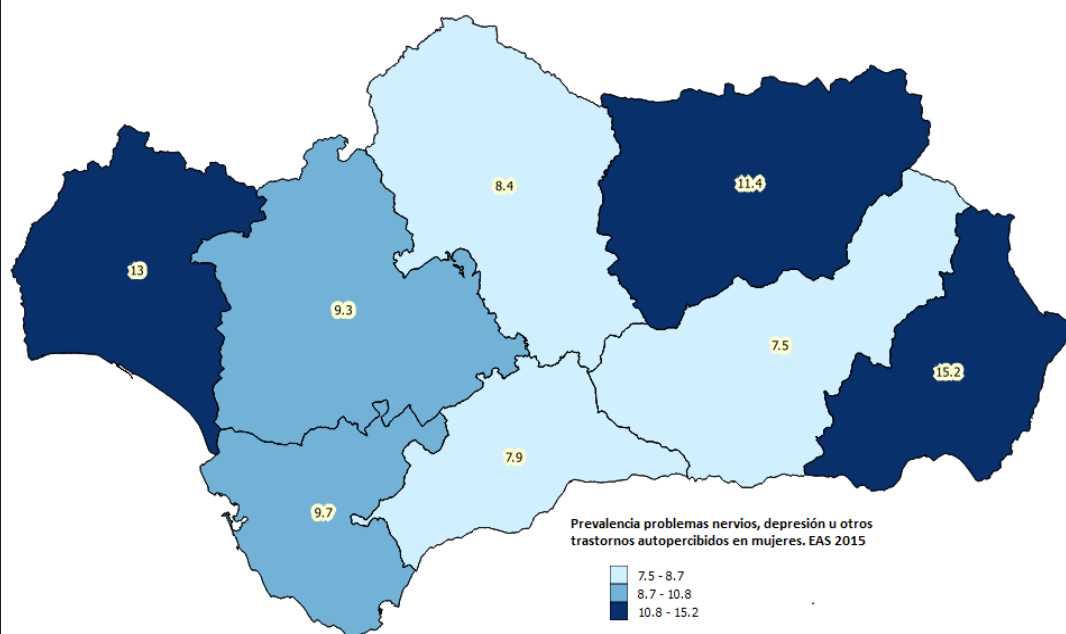 8.4
11.4
13
9.3
7.5
15.2
7.9
9.7
Prevalencia problemas nervios, depresión u otros
trastornos autopercibidos en mujeres. EAS 2015
7.5 - 8.7
8.7 - 10.8
10.8 - 15.2